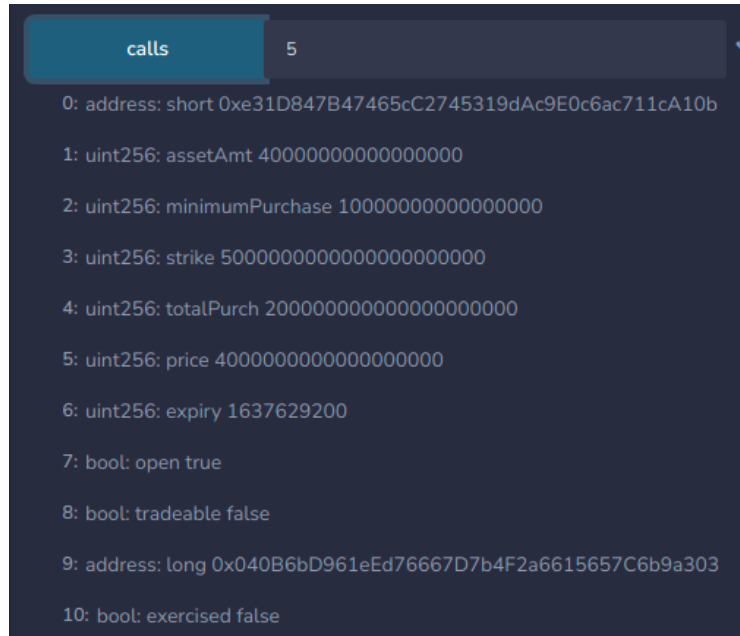 calls 5
0: address: short 0xe31D847B47465cC2745319dAc9E0c6ac711cA10b
1: uint256: assetAmt 40000000000000000
2: uint256: minimumPurchase 10000000000000000
3: uint256: strike 5000000000000000000000
4: uint256: totalPurch 200000000000000000000
5: uint256: price 4000000000000000000
6: uint256: expiry 1637629200
7: bool: open true
8: bool: tradeable false
9: address: long 0x040B6bD961eEd76667D7b4F2a6615657C6b9a303
10: bool: exercised false